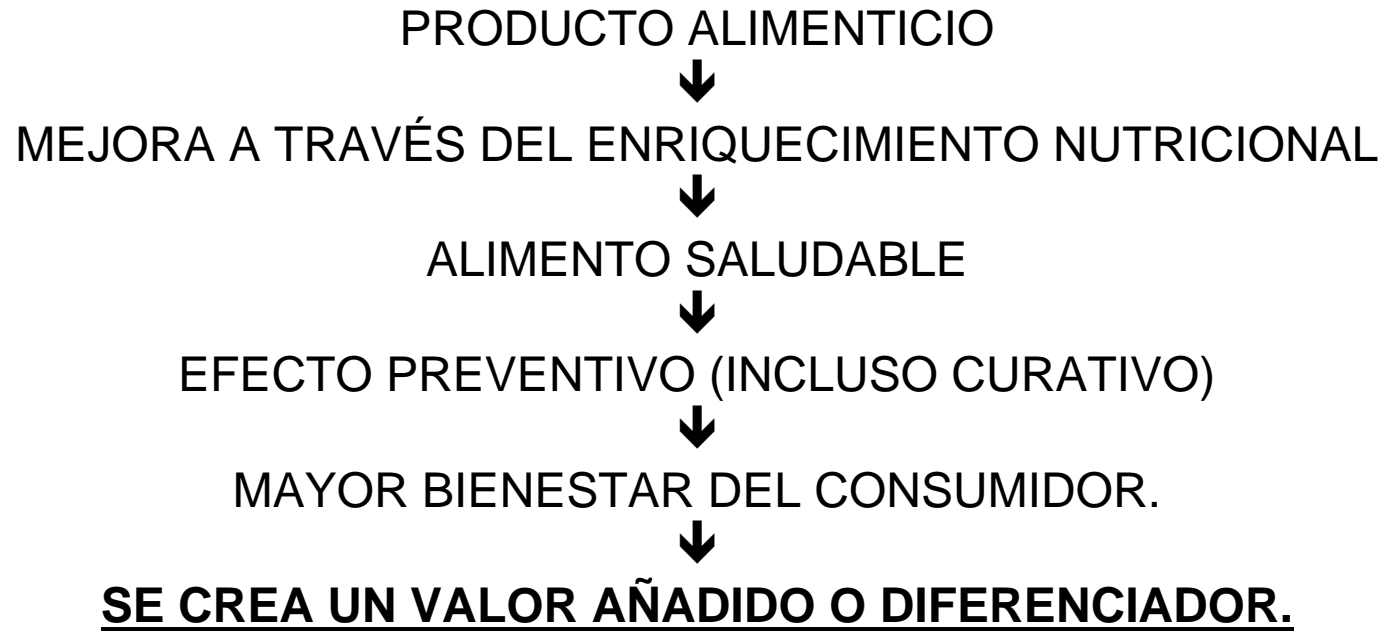 PRODUCTO ALIMENTICIO
MEJORA A TRAVÉS DEL ENRIQUECIMIENTO NUTRICIONAL
ALIMENTO SALUDABLE
EFECTO PREVENTIVO (INCLUSO CURATIVO)
MAYOR BIENESTAR DEL CONSUMIDOR.
SE CREA UN VALOR AÑADIDO O DIFERENCIADOR.